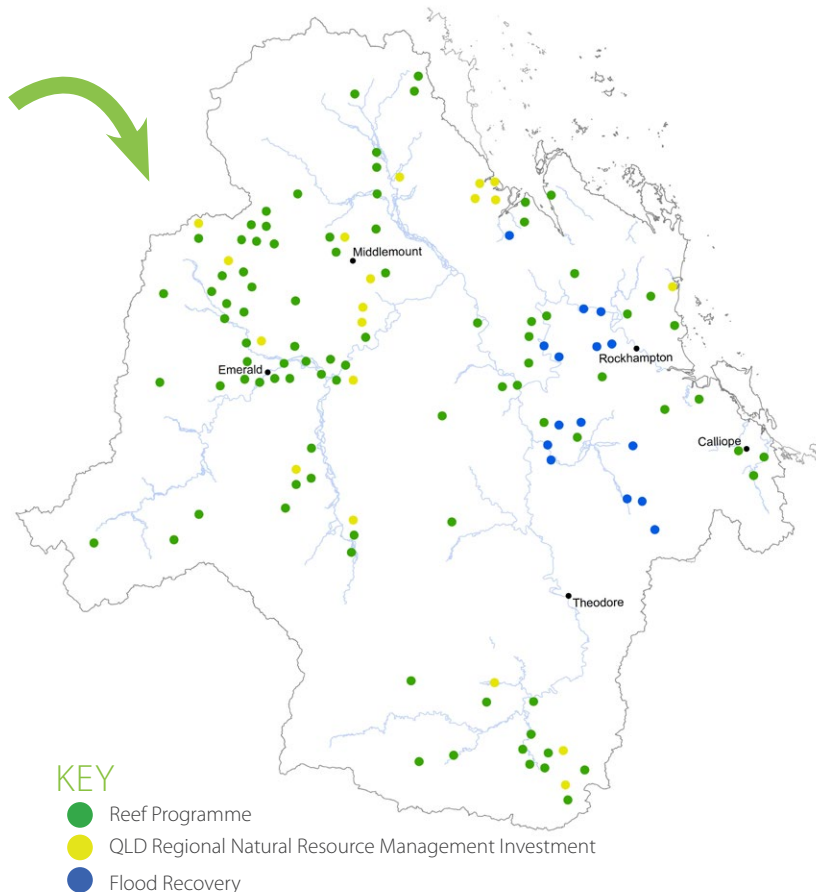 Middlemount
Rockhampton
Emerald
Calliope
Theodore
KEY
Reef Programme
QLD Regional Natural Resource Management Investment
Flood Recovery